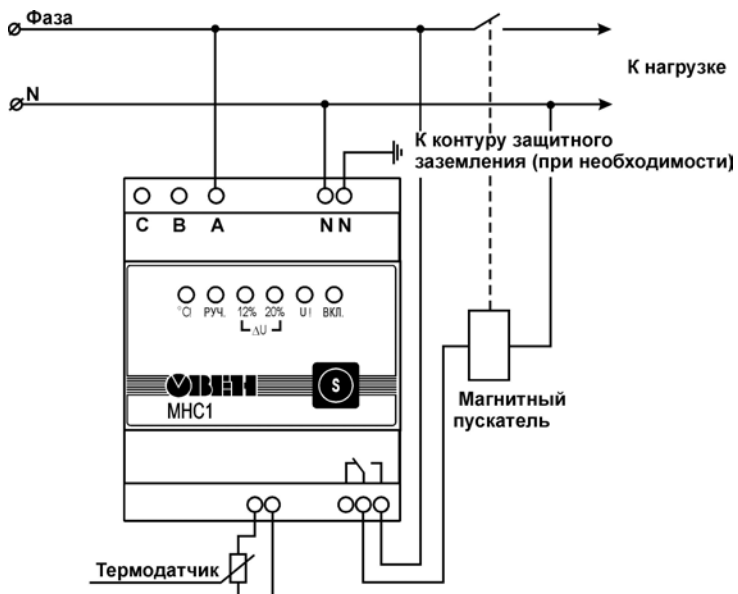 Фаза
К нагрузке
N
К контуру защитного
заземления (при необходимости)
C B A N N
°C! РУЧ. 12% 20% U! ВКЛ.
ΔU
ОВЕН S
МНС1
Магнитный
пускатель
Термодатчик